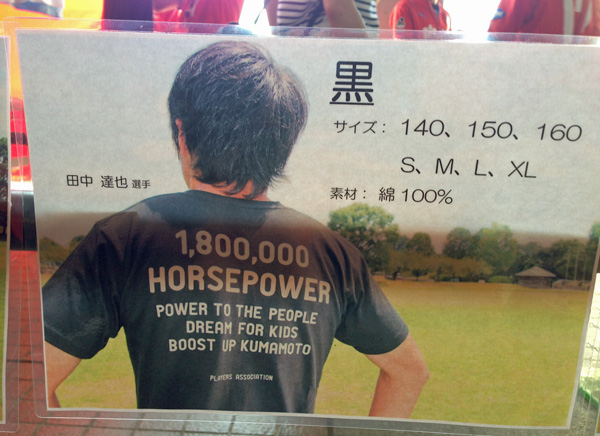 黒
サイズ： 140、150、160
S、M、L、XL
素材： 綿 100%
田中 達也 選手
1,800,000
HORSEPOWER
POWER TO THE PEOPLE
DREAM FOR KIDS
BOOST UP KUMAMOTO
PLAYERS ASSOCIATION